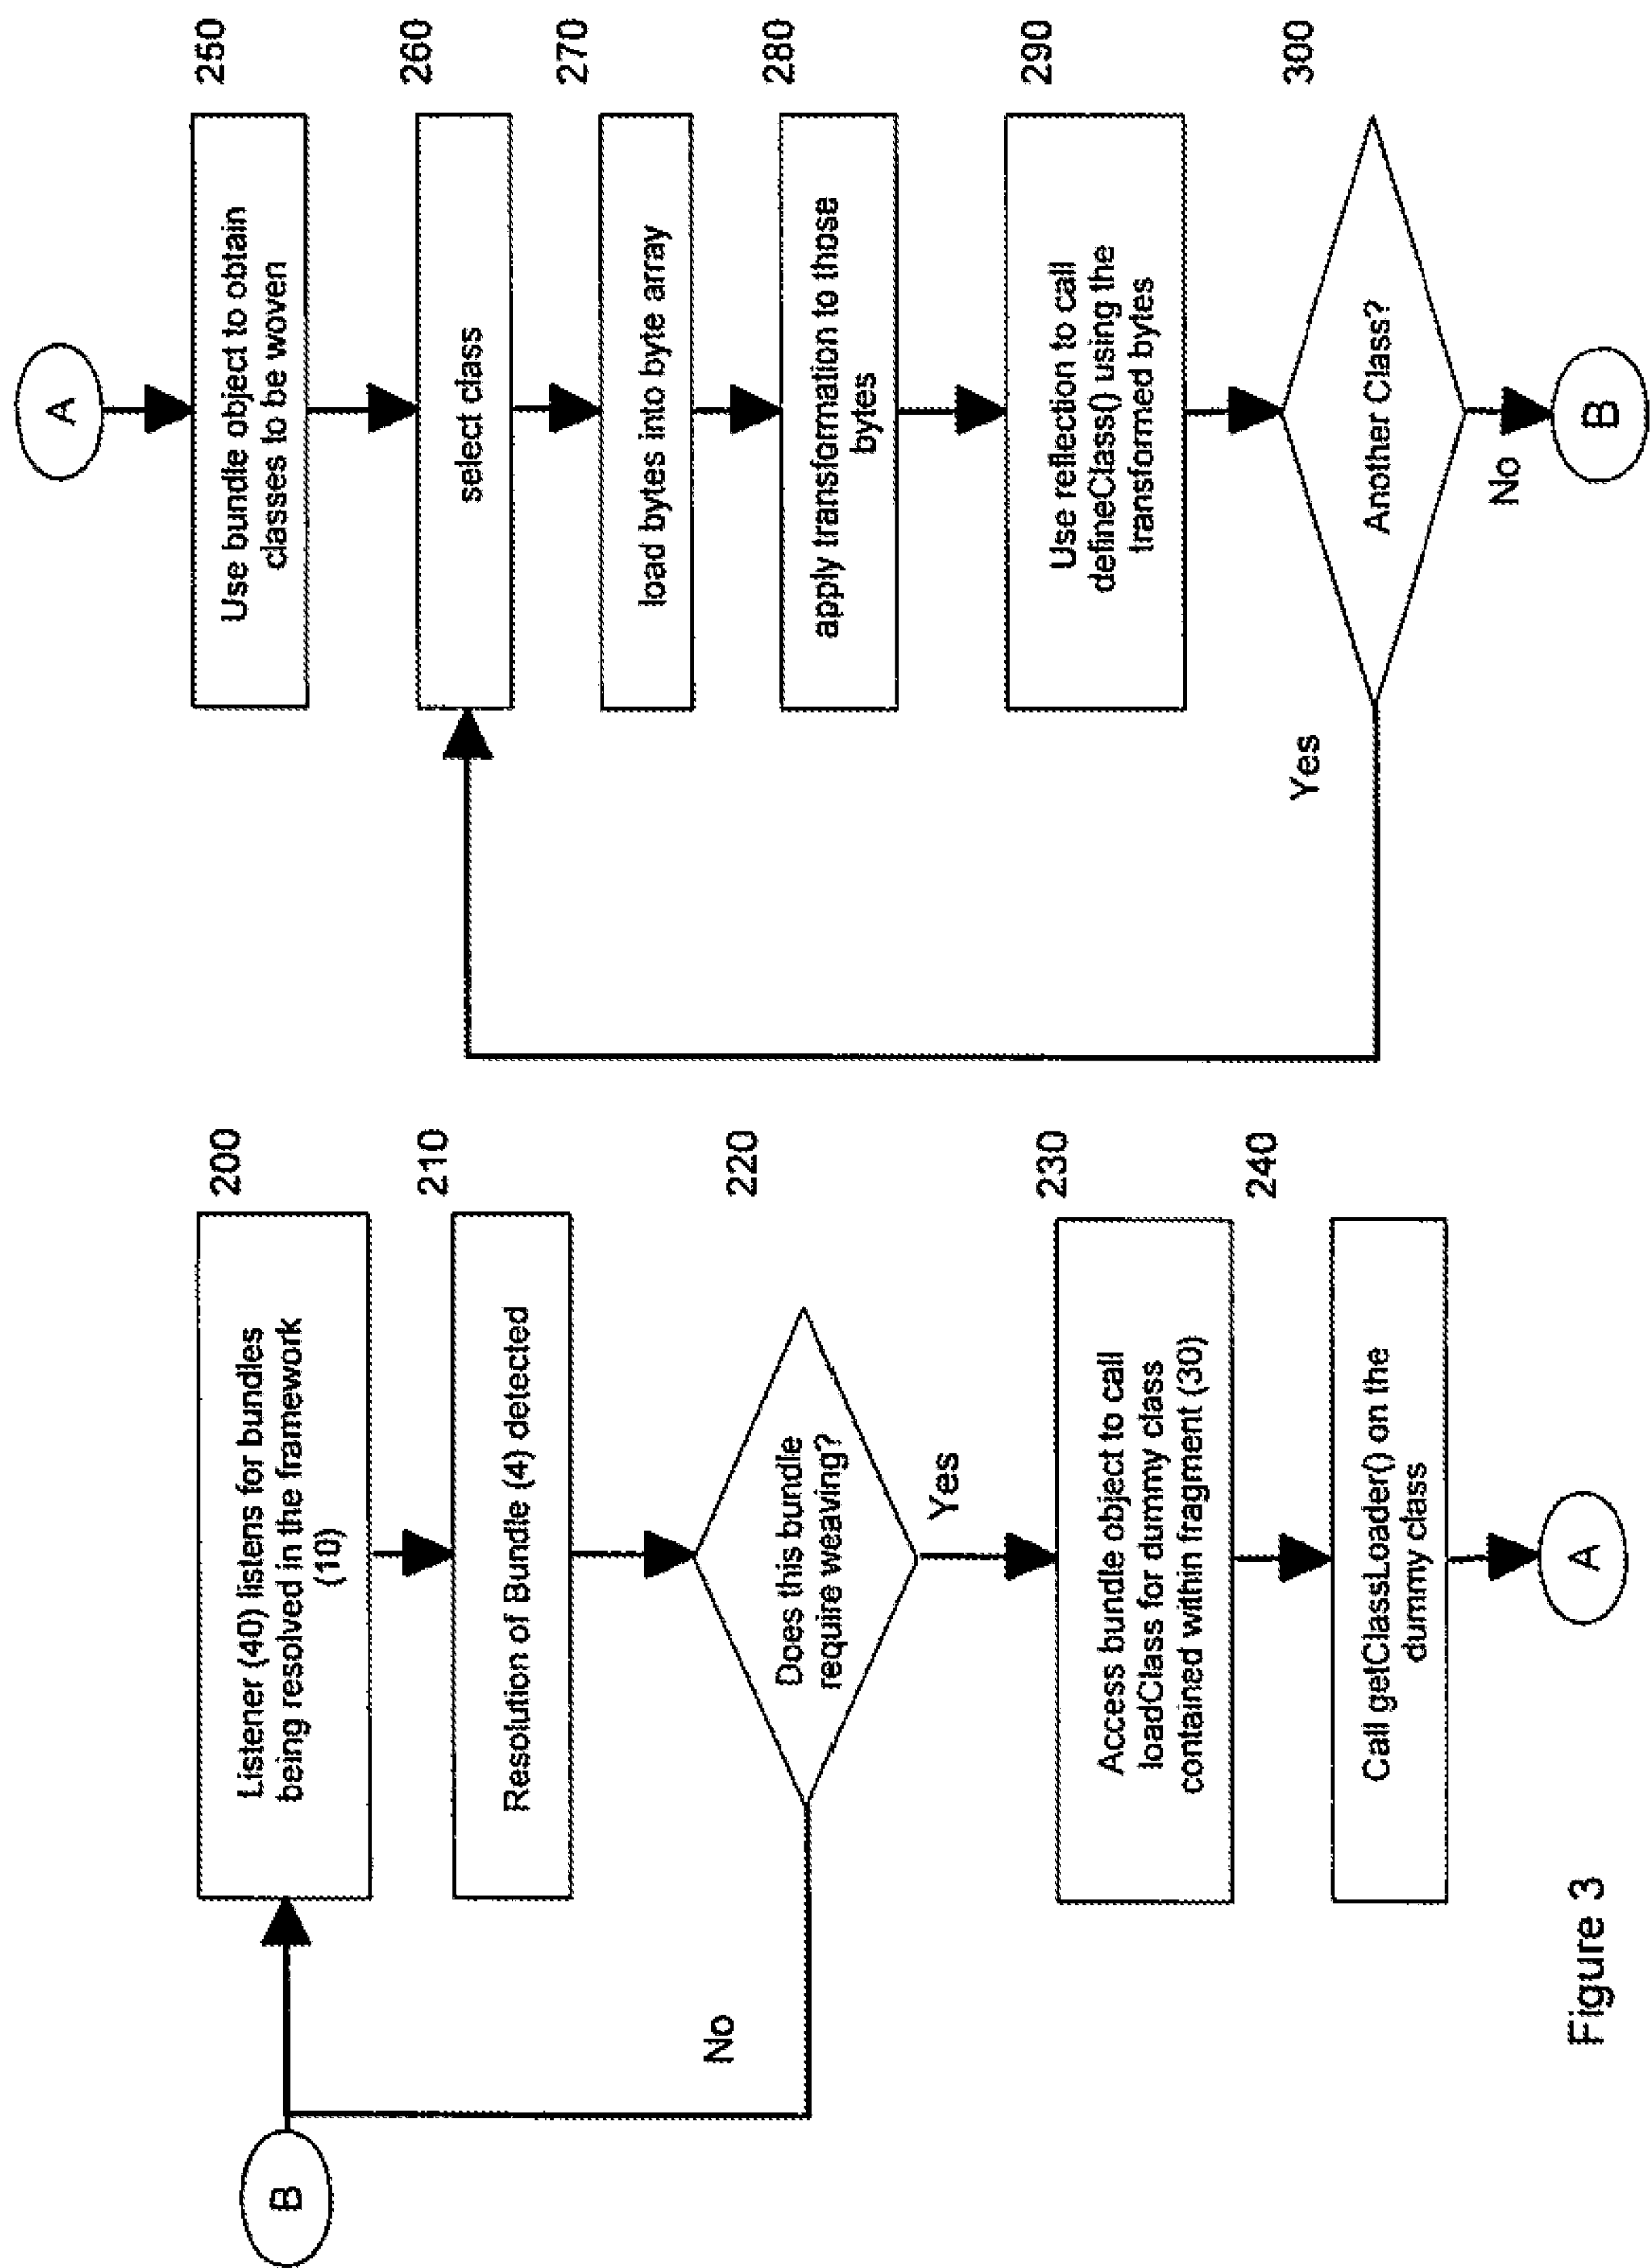 B
Listener (40) listens for bundles
being resolved in the framework
(10)
200
Resolution of Bundle (4) detected
210
Does this bundle
require weaving?
220
No
Yes
Access bundle object to call
loadClass for dummy class
contained within fragment (30)
230
Call getClassLoader() on the
dummy class
240
A
Figure 3
A
Use bundle object to obtain
classes to be woven
250
select class
260
load bytes into byte array
270
apply transformation to those
bytes
280
Use reflection to call
defineClass() using the
transformed bytes
290
Another Class?
300
Yes
No
B